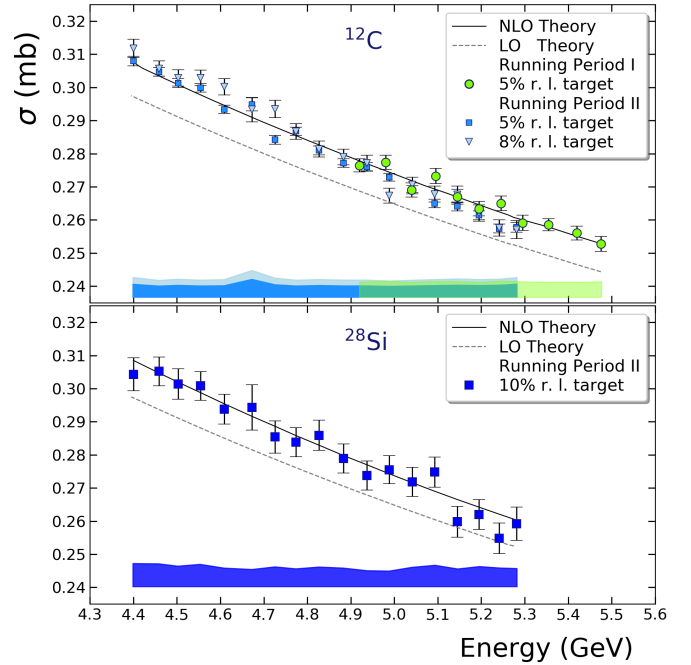 ¹²C
NLO Theory
LO Theory
Running Period I
5% r. l. target
Running Period II
5% r. l. target
8% r. l. target
σ (mb)
0.32
0.31
0.30
0.29
0.28
0.27
0.26
0.25
0.24
²⁸Si
NLO Theory
LO Theory
Running Period II
10% r. l. target
0.32
0.31
0.30
0.29
0.28
0.27
0.26
0.25
0.24
4.3 4.4 4.5 4.6 4.7 4.8 4.9 5.0 5.1 5.2 5.3 5.4 5.5 5.6
Energy (GeV)